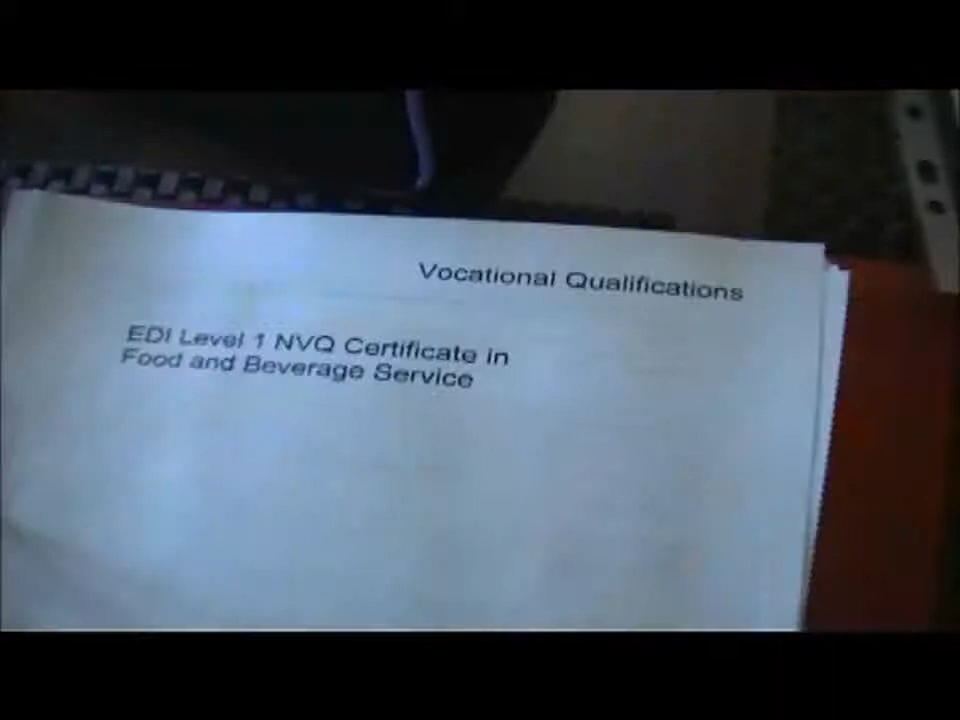 Vocational Qualifications
EDI Level 1 NVQ Certificate in
Food and Beverage Service